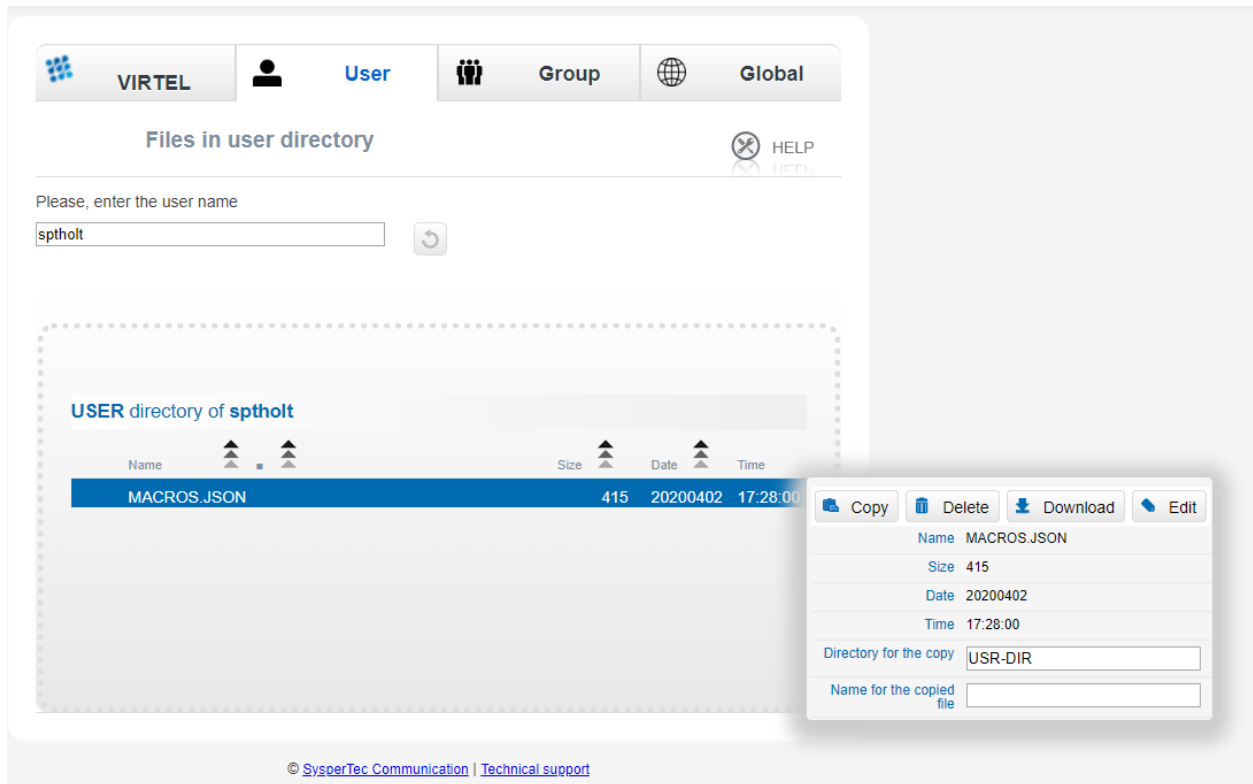 VIRTEL User Group Global
Files in user directory HELP
Please, enter the user name
sptholt
USER directory of sptholt
Name Size Date Time
MACROS.JSON 415 20200402 17:28:00
Copy Delete Download Edit
Name MACROS.JSON
Size 415
Date 20200402
Time 17:28:00
Directory for the copy USR-DIR
Name for the copied
file
© SysperTec Communication | Technical support